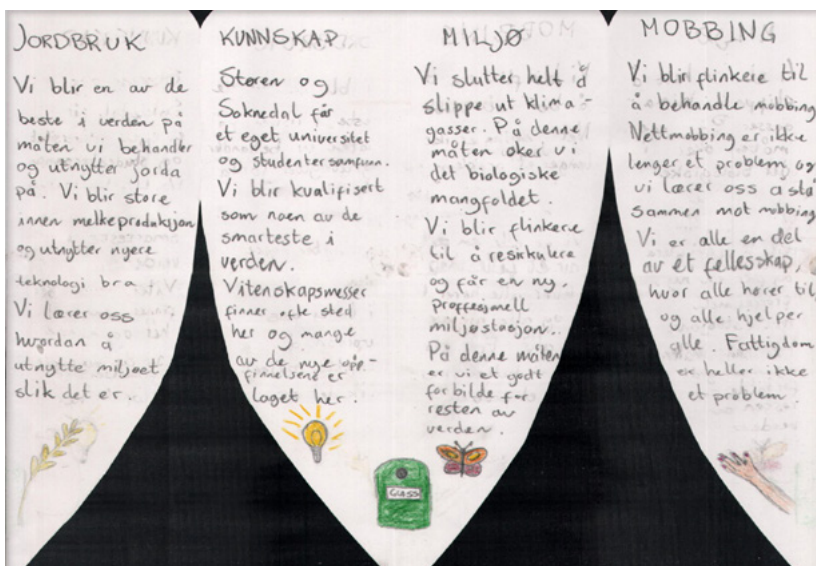 JORDBRUK
Vi blir en av de
beste i verden på
måten vi behandler
og utnytter jorda
på. Vi blir store
innen melkeproduksjon
og utnytter nyere
teknologi bra
Vi lærer oss
hvordan å
utnytte miljøet
slik det er.
KUNNSKAP
Støren og
Soknedal får
et eget universitet
og studentersamfunn.
Vi blir kvalifisert
som noen av de
smarteste i
verden.
Vitenskapsmesser
finner ofte sted
her og mange
av de nye opp-
finnelsene er
laget her.
MILJØ
Vi slutter helt å
slippe ut klima-
gasser. På denne
måten øker vi
det biologiske
mangfoldet.
Vi blir flinkere
til å resirkulere
og får en ny,
proffesjonell
miljøstasjon.
På denne måten
er vi et godt
forbilde for
resten av
verden.
Glass
MOBBING
Vi blir flinkere til
å behandle mobbing
Nettmobbing er ikke
lenger et problem og
vi lærer oss å stå
sammen mot mobbing
Vi er alle en del
av et fellesskap,
hvor alle hører til
og alle hjelper
alle. Fattigdom
er heller ikke
et problem.